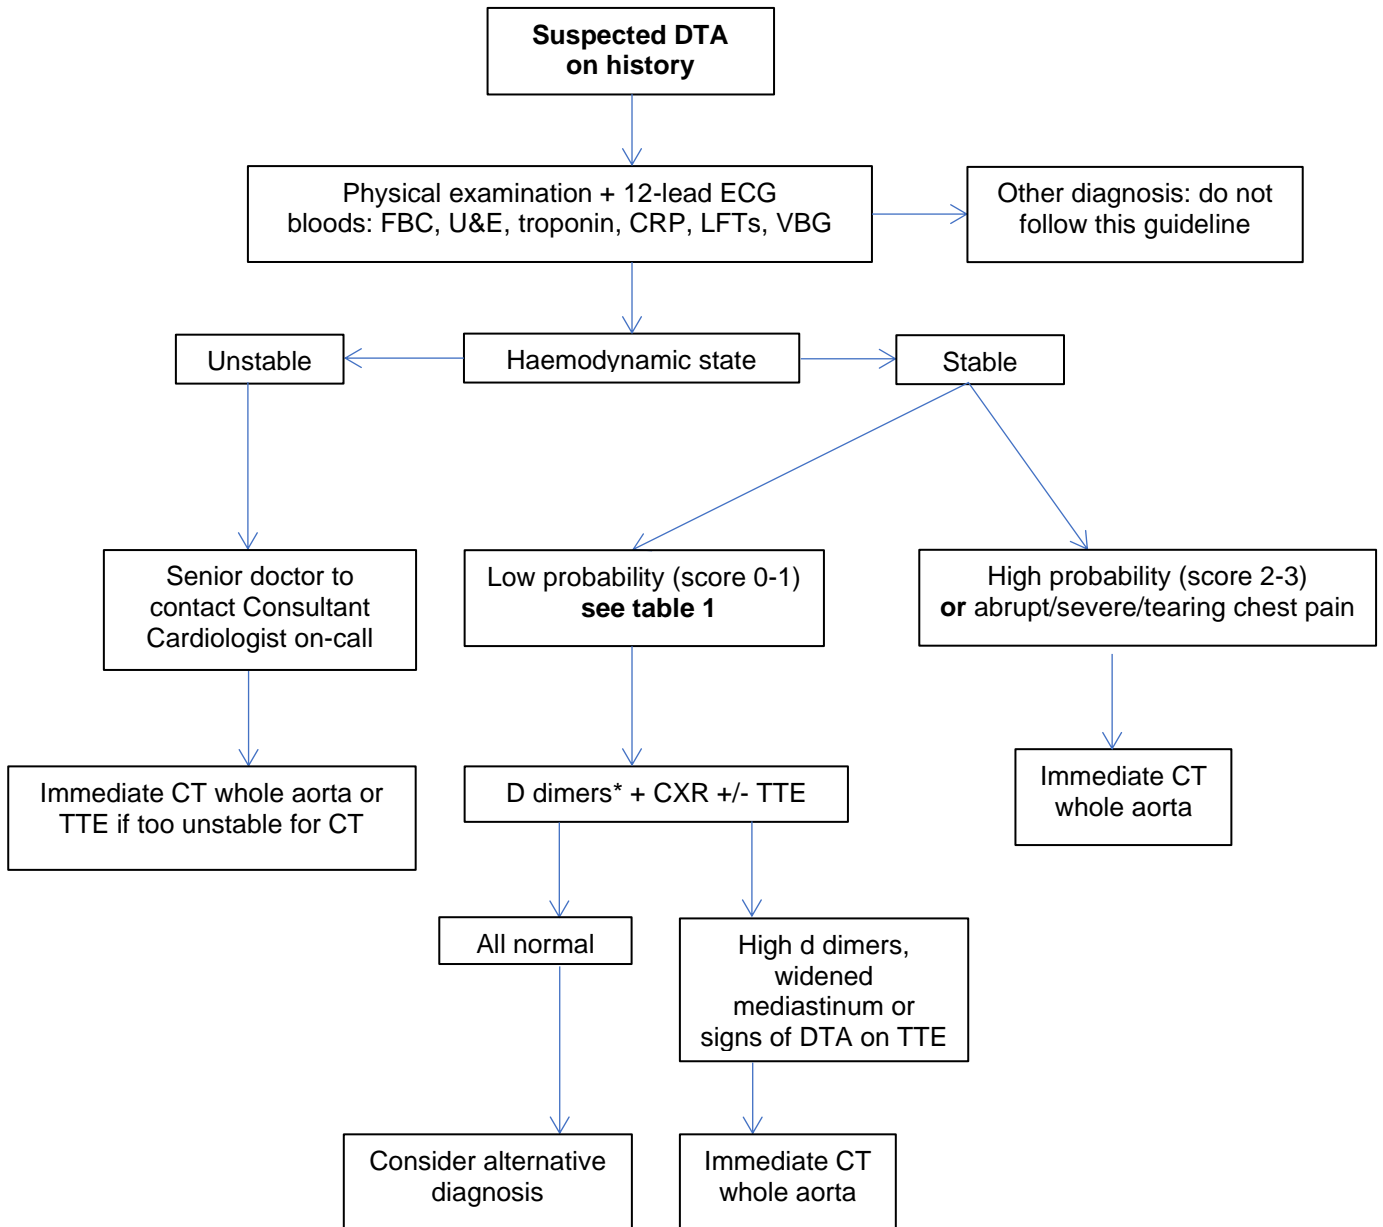 Suspected DTA
on history
Physical examination + 12-lead ECG
bloods: FBC, U&E, troponin, CRP, LFTs, VBG
Other diagnosis: do not
follow this guideline
Unstable
Haemodynamic state
Stable
Senior doctor to
contact Consultant
Cardiologist on-call
Low probability (score 0-1)
see table 1
High probability (score 2-3)
or abrupt/severe/tearing chest pain
Immediate CT whole aorta or
TTE if too unstable for CT
D dimers* + CXR +/- TTE
Immediate CT
whole aorta
All normal
High d dimers,
widened
mediastinum or
signs of DTA on TTE
Consider alternative
diagnosis
Immediate CT
whole aorta